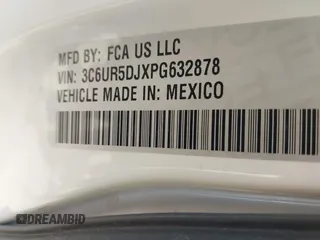 MFD BY: FCA US LLC
VIN: 3C6UR5DJXPG632878
VEHICLE MADE IN: MEXICO
DREAMBID